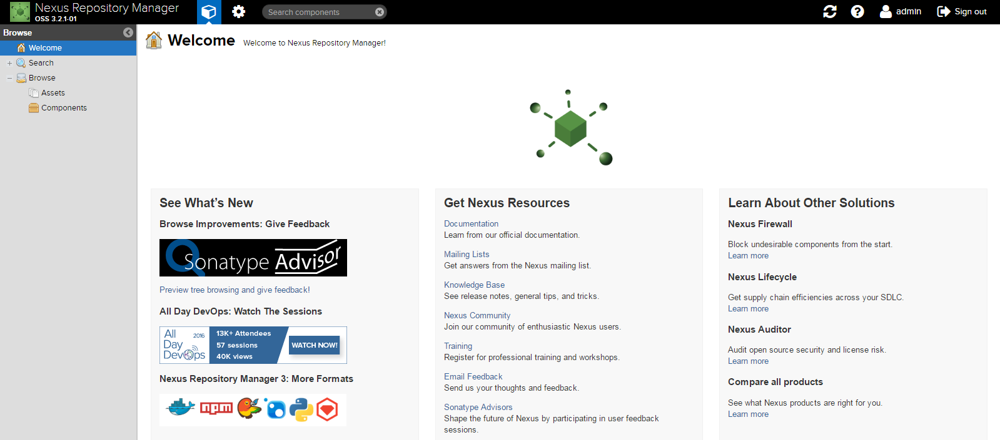 Nexus Repository Manager
OSS 3.2.1-01
Search components
admin
Sign out
Browse
Welcome
Search
Browse
Assets
Components
Welcome Welcome to Nexus Repository Manager!
See What's New
Browse Improvements: Give Feedback
Sonatype Advisor
Preview tree browsing and give feedback!
All Day DevOps: Watch The Sessions
All
Day
DevOps
2016
13K+ Attendees
57 sessions
40K views
WATCH NOW!
Nexus Repository Manager 3: More Formats
npm
Get Nexus Resources
Documentation
Learn from our official documentation.
Mailing Lists
Get answers from the Nexus mailing list.
Knowledge Base
See release notes, general tips, and tricks.
Nexus Community
Join our community of enthusiastic Nexus users.
Training
Register for professional training and workshops.
Email Feedback
Send us your thoughts and feedback.
Sonatype Advisors
Shape the future of Nexus by participating in user feedback
sessions.
Learn About Other Solutions
Nexus Firewall
Block undesirable components from the start.
Learn more
Nexus Lifecycle
Get supply chain efficiencies across your SDLC.
Learn more
Nexus Auditor
Audit open source security and license risk.
Learn more
Compare all products
See what Nexus products are right for you.
Learn more